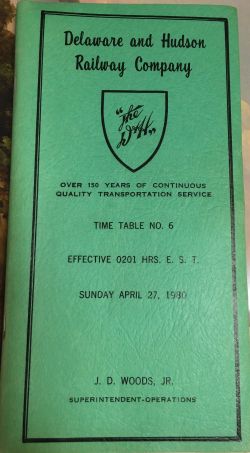 Delaware and Hudson
Railway Company
"The
D&H"
OVER 150 YEARS OF CONTINUOUS
QUALITY TRANSPORTATION SERVICE
TIME TABLE NO. 6
EFFECTIVE 0201 HRS. E. S. T.
SUNDAY APRIL 27, 1980
J. D. WOODS, JR.
SUPERINTENDENT-OPERATIONS